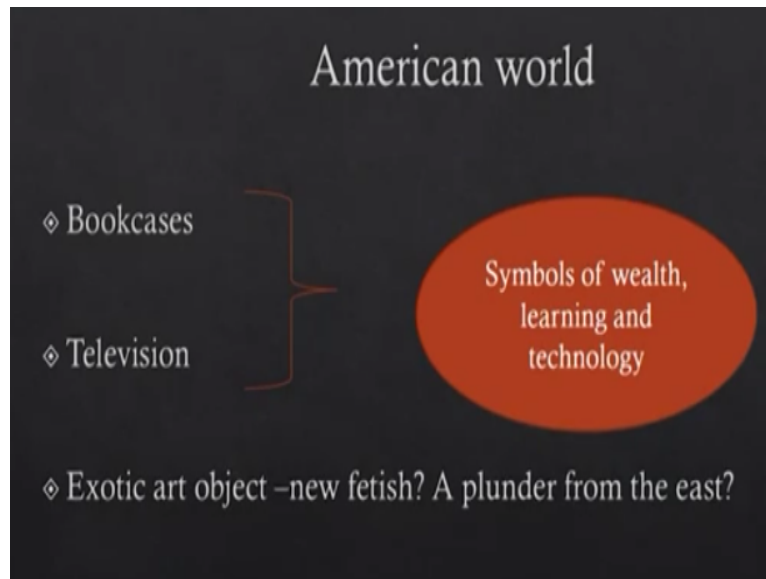 American world
Bookcases
Television
Symbols of wealth,
learning and
technology
Exotic art object –new fetish? A plunder from the east?